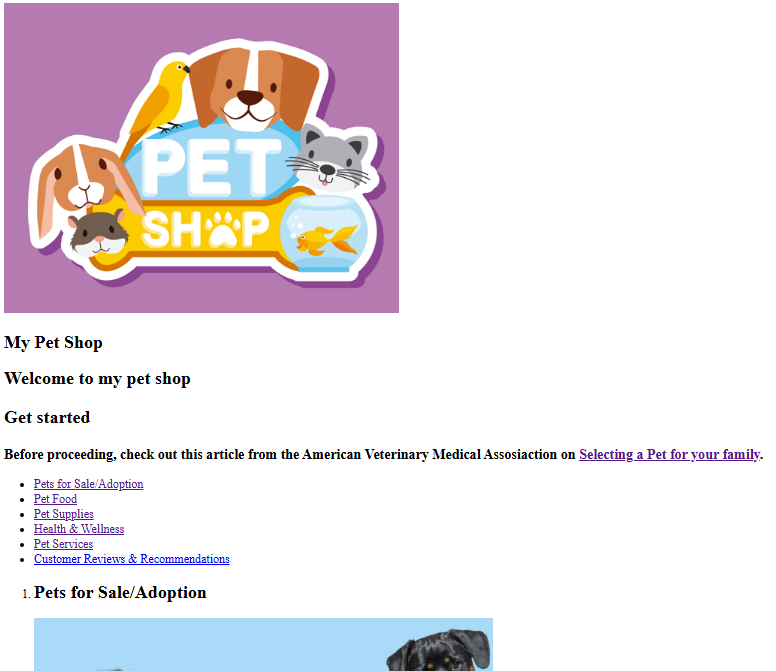 PET
SHOP
My Pet Shop
Welcome to my pet shop
Get started
Before proceeding, check out this article from the American Veterinary Medical Assosiaction on Selecting a Pet for your family.
Pets for Sale/Adoption
Pet Food
Pet Supplies
Health & Wellness
Pet Services
Customer Reviews & Recommendations
1. Pets for Sale/Adoption